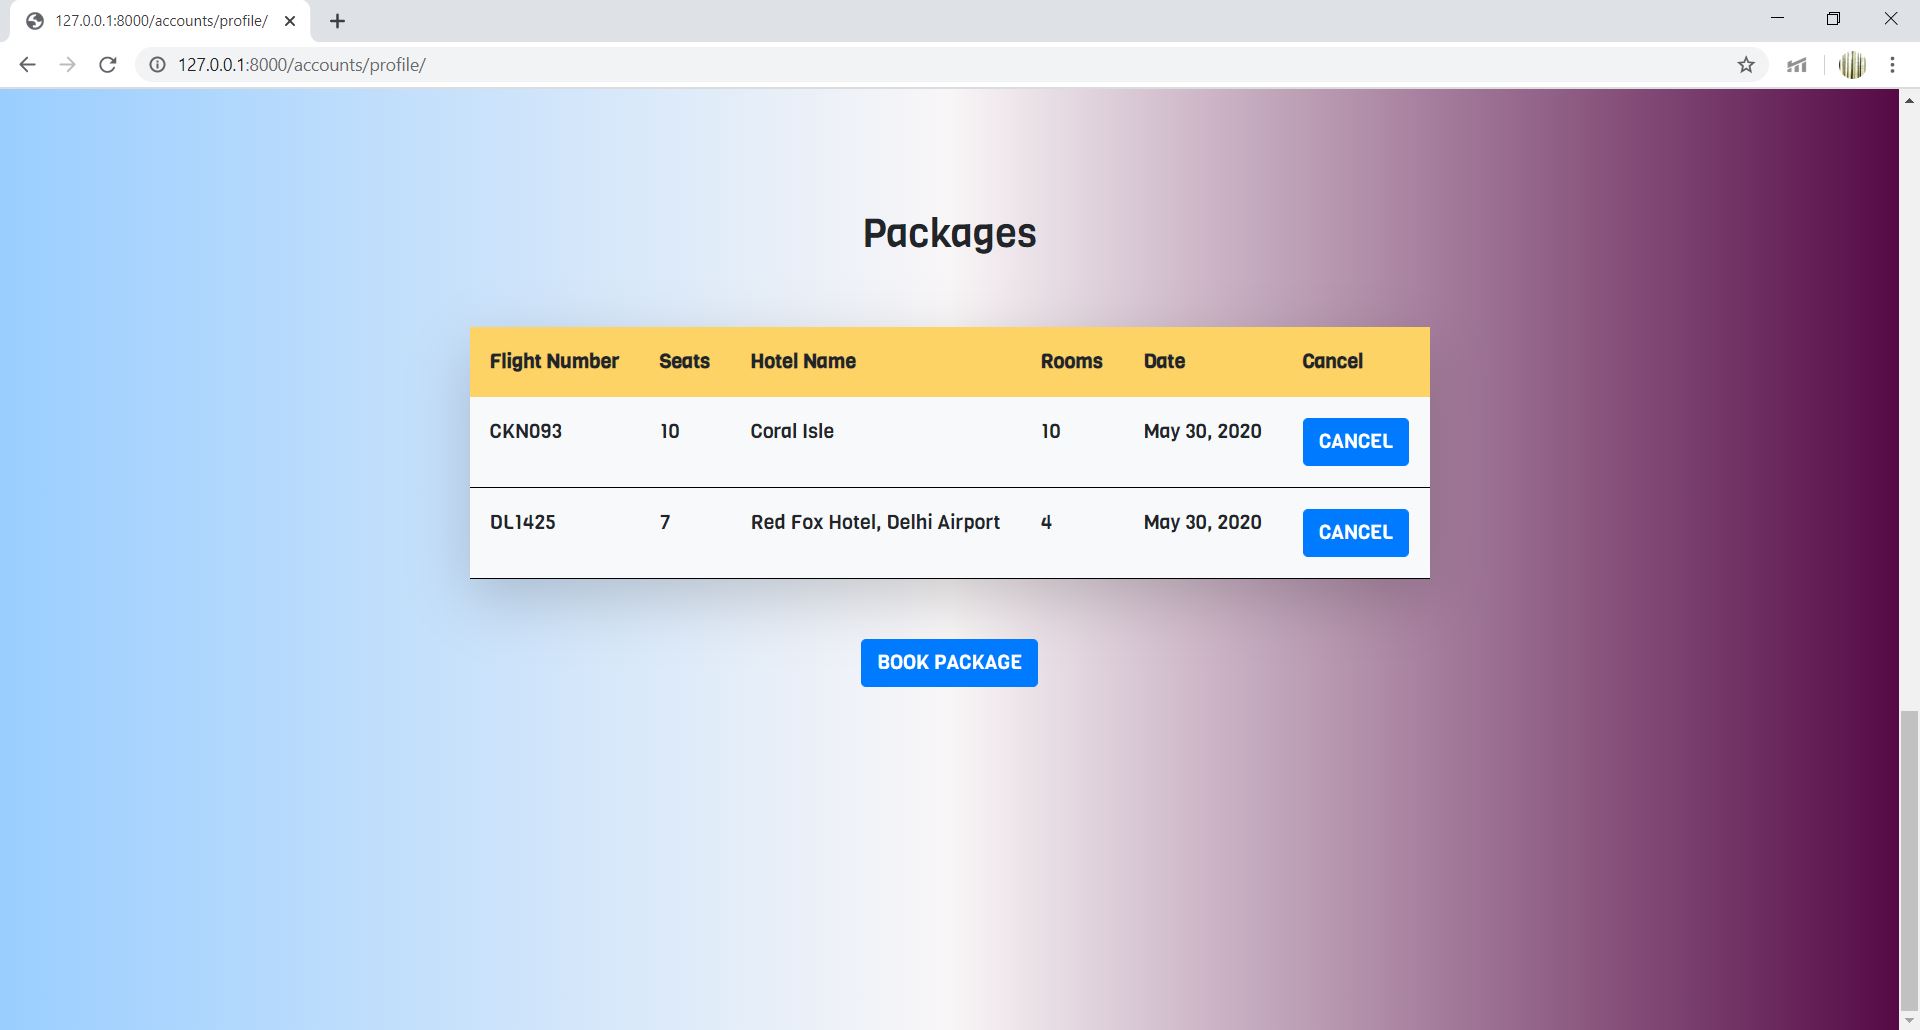 127.0.0.1:8000/accounts/profile/
127.0.0.1:8000/accounts/profile/
Packages
Flight Number Seats Hotel Name Rooms Date Cancel
CKN093 10 Coral Isle 10 May 30, 2020 CANCEL
DL1425 7 Red Fox Hotel, Delhi Airport 4 May 30, 2020 CANCEL
BOOK PACKAGE